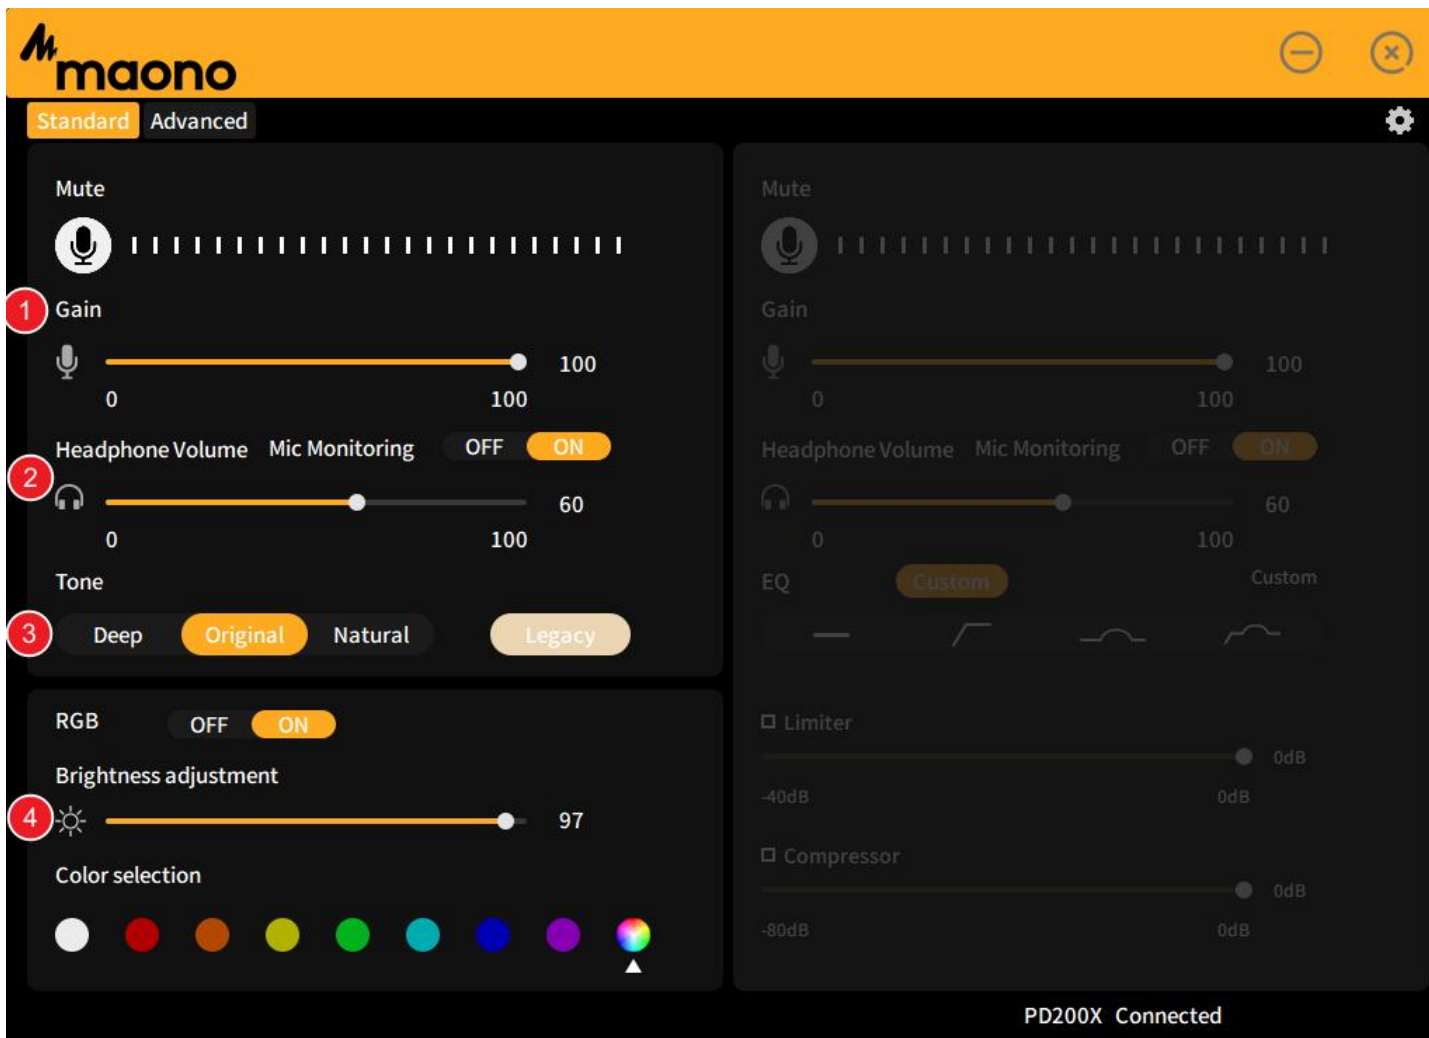 maono
Standard Advanced
Mute
1 Gain
100
0 100
Headphone Volume Mic Monitoring OFF ON
2
60
0 100
Tone
3 Deep Original Natural Legacy
RGB OFF ON
Brightness adjustment
4 97
Color selection
Mute
Gain
100
0 100
Headphone Volume Mic Monitoring OFF ON
60
0 100
EQ Custom Custom
Limiter
0dB
-40dB 0dB
Compressor
0dB
-80dB 0dB
PD200X Connected